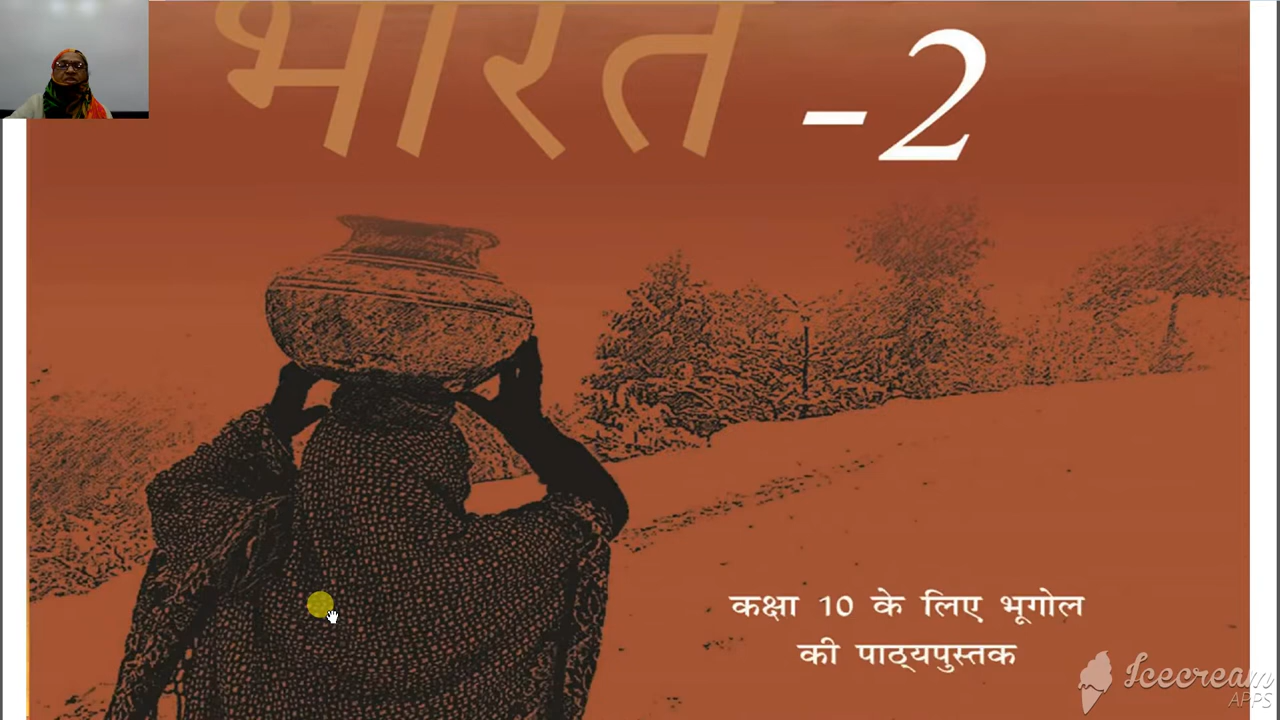 भारत -2
कक्षा 10 के लिए भूगोल
की पाठ्यपुस्तक
Icecream
APPS